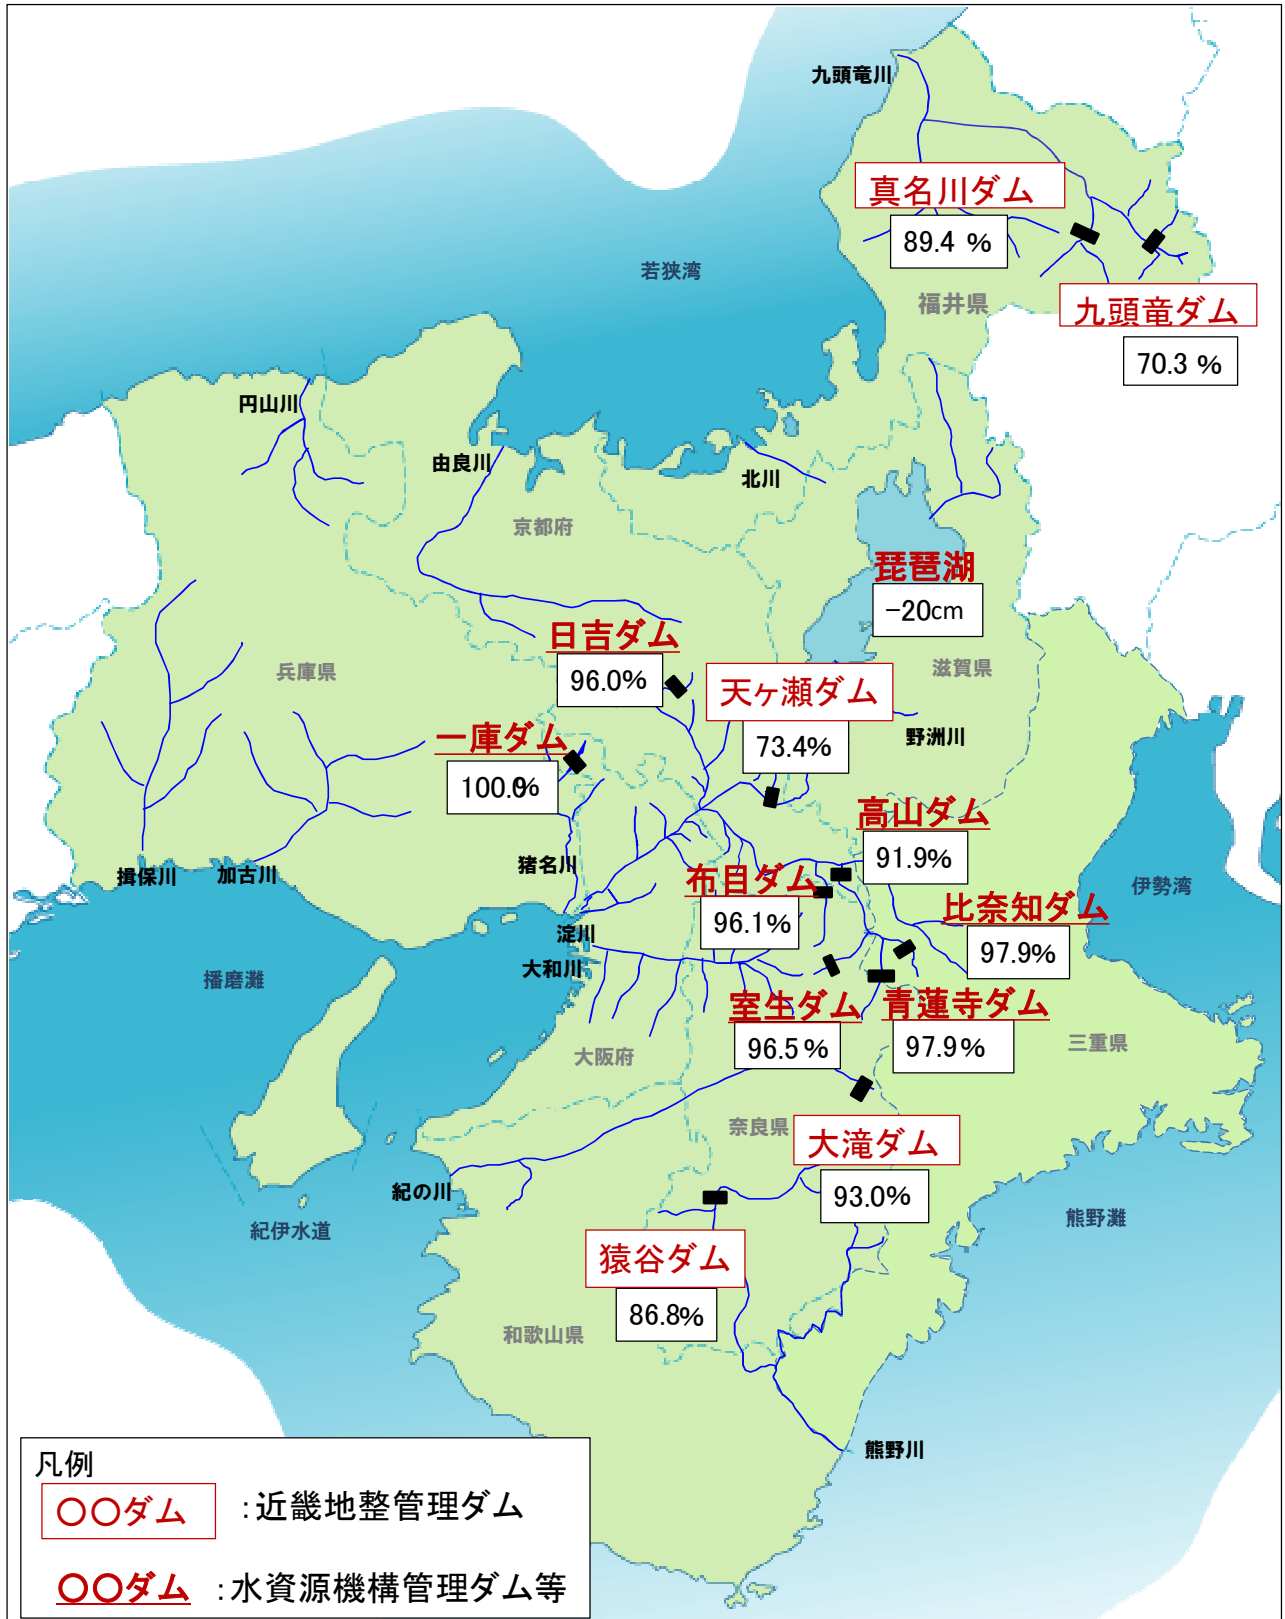 九頭竜川
真名川ダム
89.4 %
若狭湾
福井県
九頭竜ダム
70.3 %
円山川
由良川
北川
京都府
琵琶湖
-20cm
日吉ダム
96.0%
兵庫県
滋賀県
天ヶ瀬ダム
73.4%
野洲川
一庫ダム
100.0%
高山ダム
91.9%
猪名川
揖保川
加古川
布目ダム
96.1%
伊勢湾
比奈知ダム
97.9%
淀川
大和川
播磨灘
室生ダム
96.5%
青蓮寺ダム
97.9%
三重県
大阪府
奈良県
大滝ダム
93.0%
紀の川
紀伊水道
熊野灘
猿谷ダム
86.8%
和歌山県
熊野川
凡例
〇〇ダム :近畿地整管理ダム
〇〇ダム :水資源機構管理ダム等